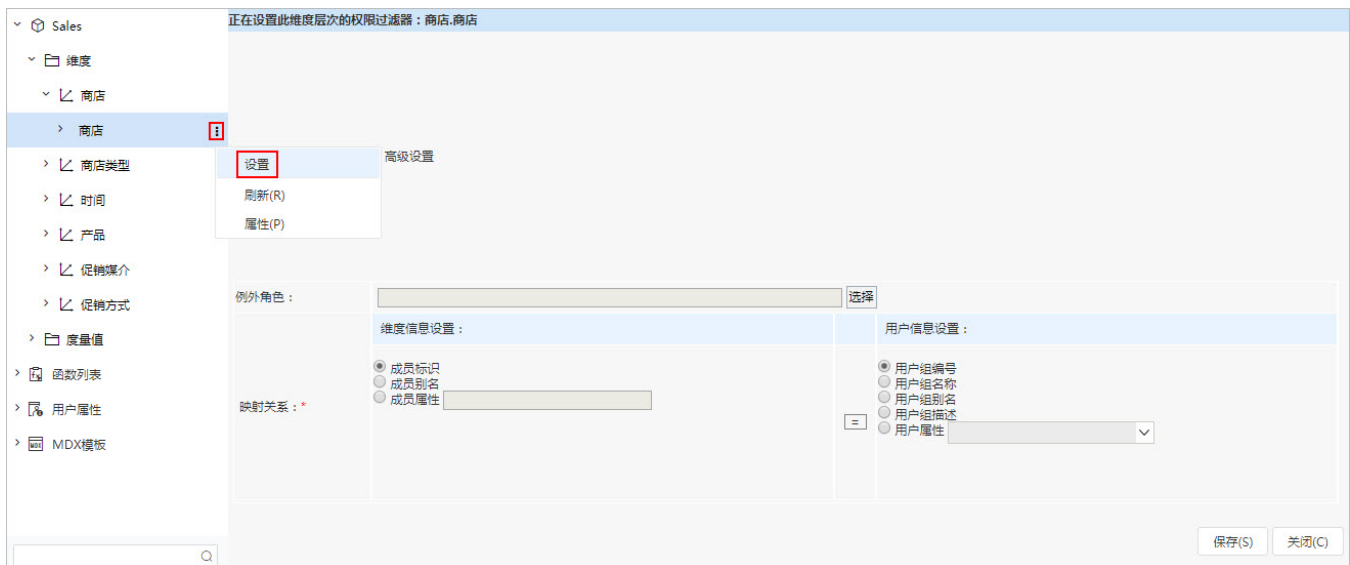 Sales
正在设置此维度层次的权限过滤器：商店.商店
维度
商店
商店
设置
高级设置
商店类型
刷新(R)
时间
属性(P)
产品
促销媒介
促销方式
例外角色：
选择
度量值
维度信息设置：
用户信息设置：
函数列表
成员标识
用户组编号
成员别名
用户组名称
成员属性
用户组别名
用户属性
映射关系：*
=
用户组描述
用户属性
MDX模板
保存(S)
关闭(C)